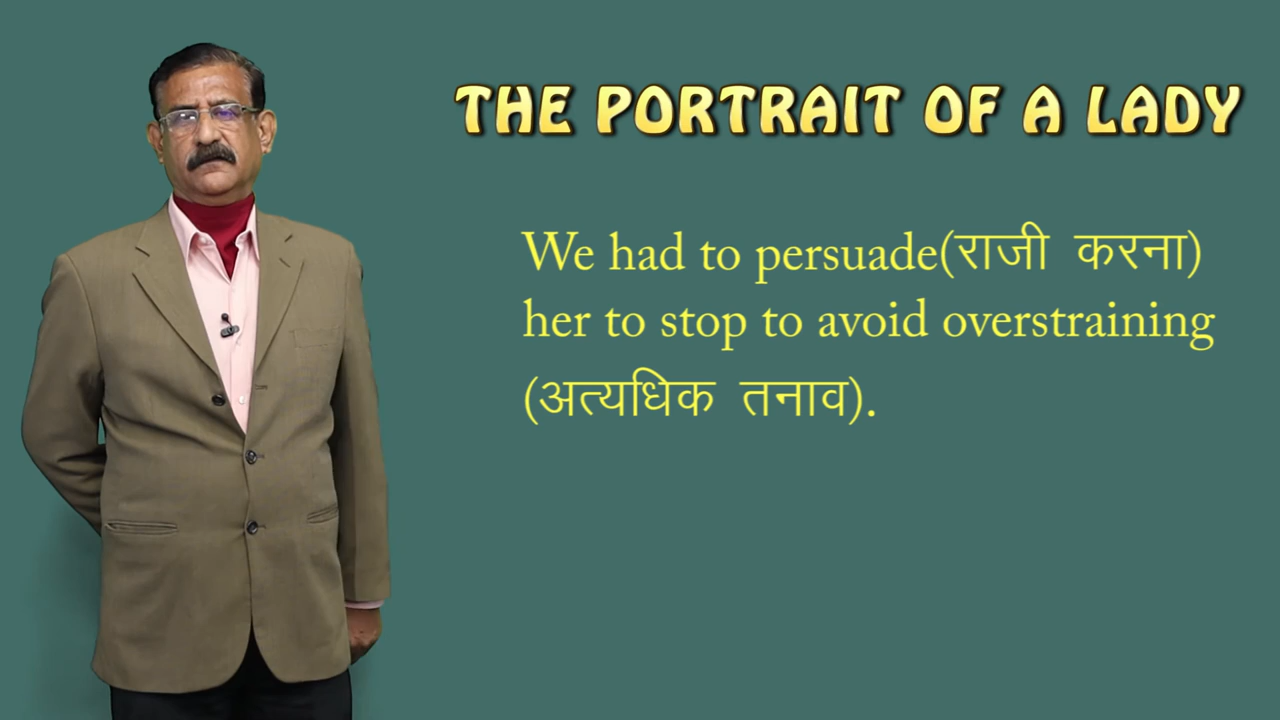 THE PORTRAIT OF A LADY
We had to persuade(राजी करना)
her to stop to avoid overstraining
(अत्यधिक तनाव).